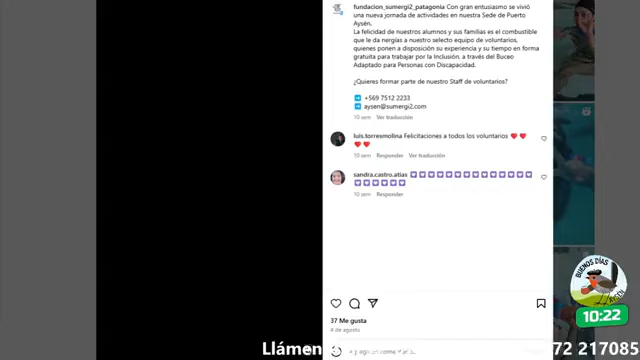 fundacion_sumergi2_patagonia Con gran entusiasmo se vivió
una nueva jornada de actividades en nuestra Sede de Puerto
Aysén.
La felicidad de nuestros alumnos y sus familias es el combustible
que le da nergías a nuestro selecto equipo de voluntarios,
quienes ponen a disposición su experiencia y su tiempo en forma
gratuita para trabajar por la Inclusión, a través del Buceo
Adaptado para Personas con Discapacidad.
¿Quieres formar parte de nuestro Staff de voluntarios?
➡️ +569 7512 2233
➡️ aysen@sumergi2.com
10 sem Ver traducción
luis.torresmolina Felicitaciones a todos los voluntarios ❤️ ❤️
❤️ ❤️
10 sem Responder Ver traducción
sandra.castro.atias 💟💟💟💟💟💟💟💟💟💟💟💟💟💟
💟💟💟💟💟💟
10 sem Responder
37 Me gusta
4 de agosto
BUENOS DÍAS
AYSÉN
10:22
Llámen
72 217085